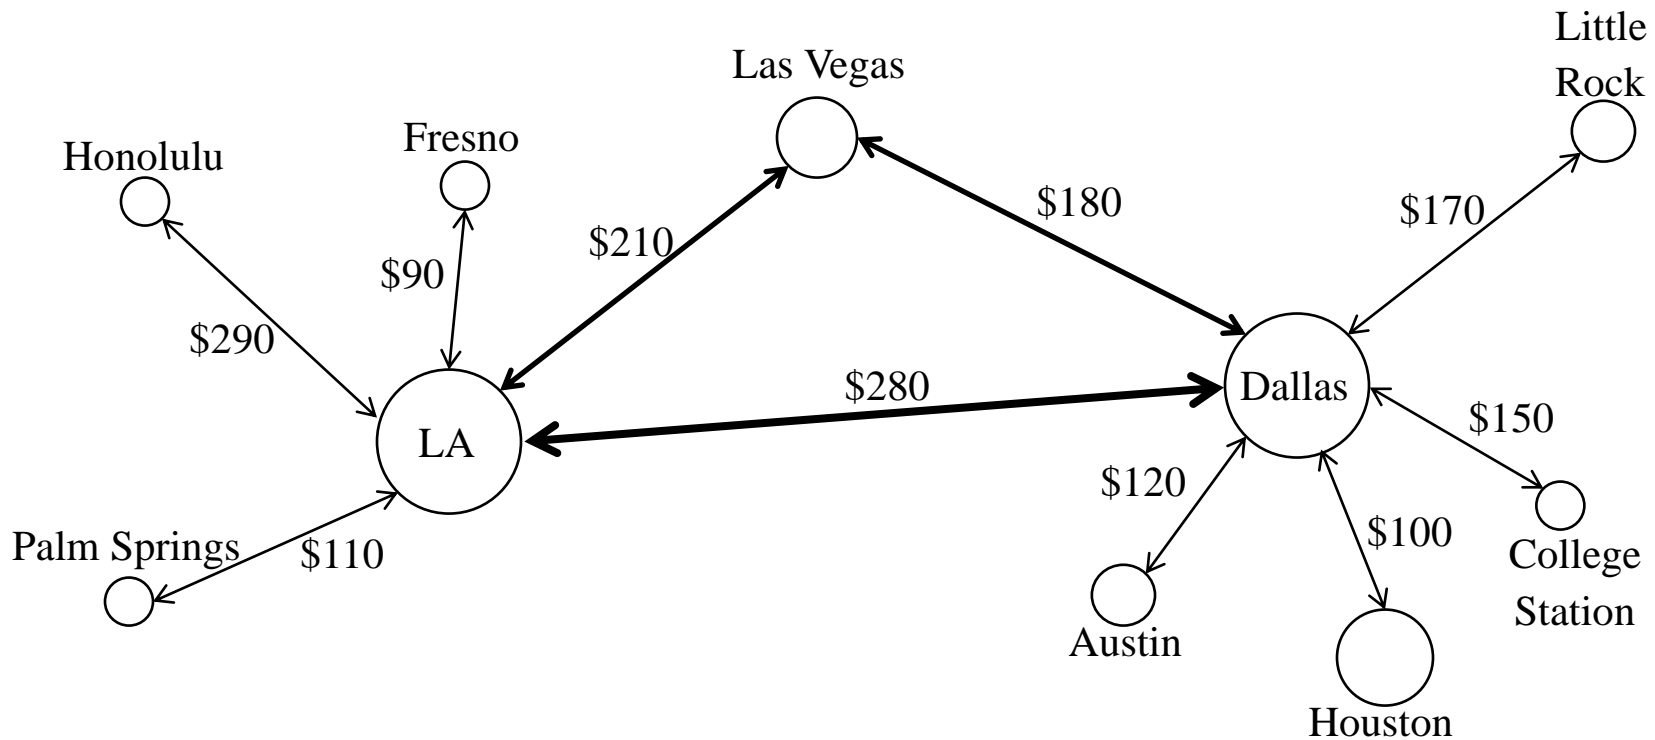 Little
Rock
Las Vegas
Honolulu
Fresno
$180
$170
$210
$90
$290
$280
Dallas
LA
$150
$120
Palm Springs
$110
$100
College
Station
Austin
Houston